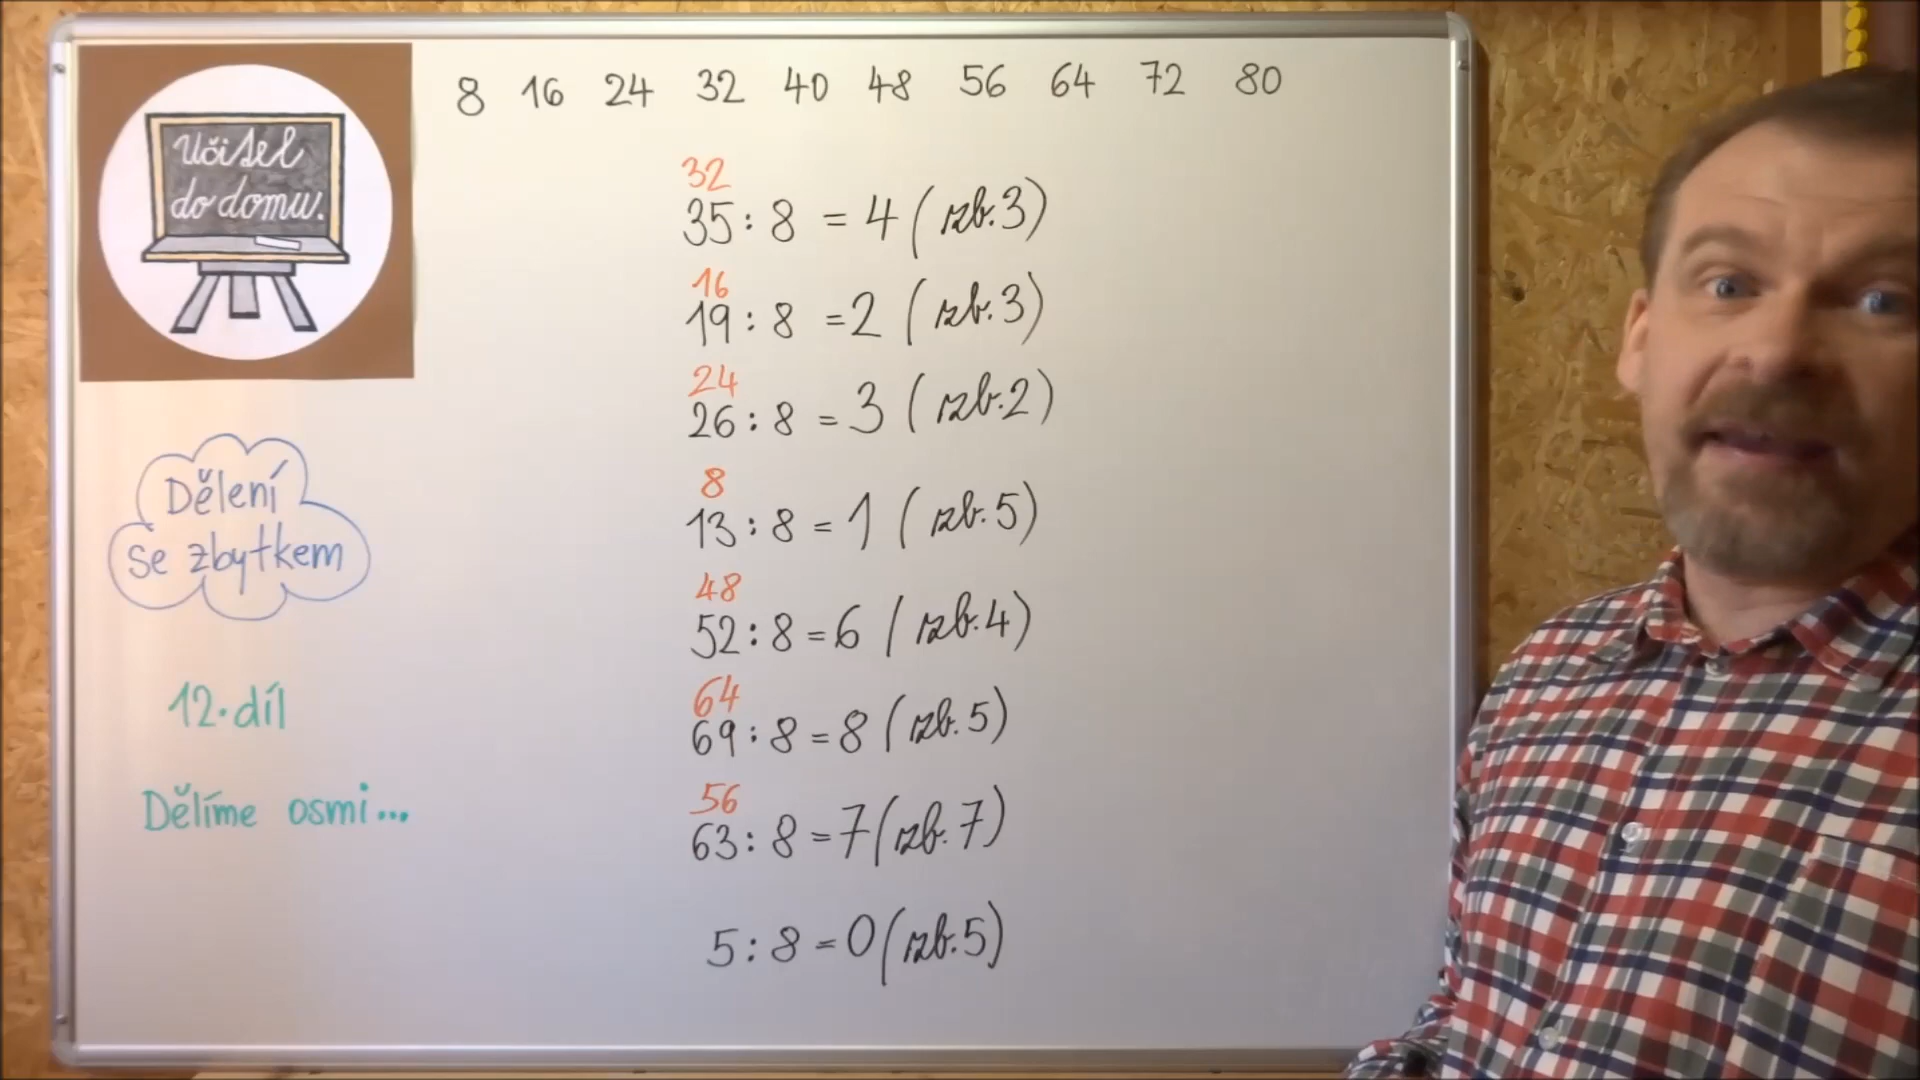 Učitel
do domu.
8 16 24 32 40 48 56 64 72 80
32
35 : 8 = 4 (zb. 3)
16
19 : 8 = 2 (zb. 3)
24
26 : 8 = 3 (zb. 2)
8
13 : 8 = 1 (zb. 5)
48
52 : 8 = 6 (zb. 4)
64
69 : 8 = 8 (zb. 5)
56
63 : 8 = 7 (zb. 7)
5 : 8 = 0 (zb. 5)
Dělení
se zbytkem
12. díl
Dělíme osmi...